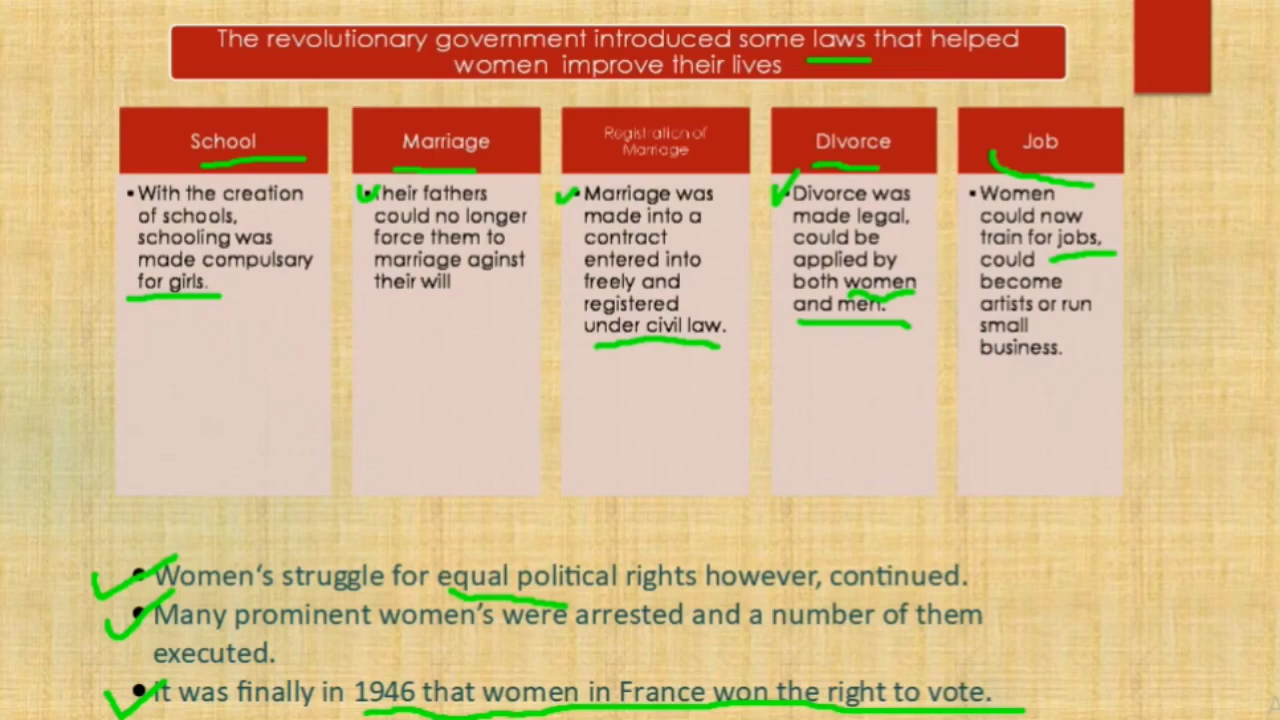 The revolutionary government introduced some laws that helped
women improve their lives
School
With the creation
of schools,
schooling was
made compulsary
for girls.
Marriage
Their fathers
could no longer
force them to
marriage aginst
their will
Registration of
Marriage
Marriage was
made into a
contract
entered into
freely and
registered
under civil law.
DIvorce
Divorce was
made legal,
could be
applied by
both women
and men.
Job
Women
could now
train for jobs,
could
become
artists or run
small
business.
Women's struggle for equal political rights however, continued.
Many prominent women's were arrested and a number of them
executed.
It was finally in 1946 that women in France won the right to vote.